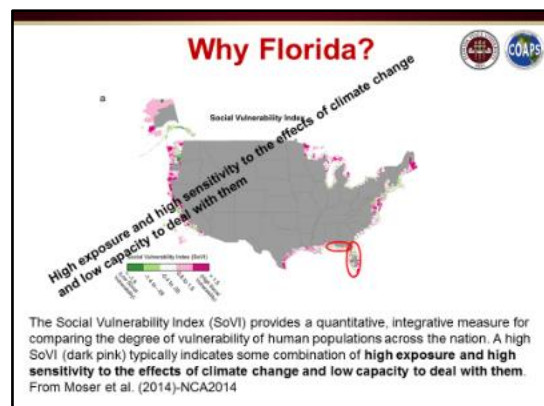 Why Florida?
COAPS
a
Social Vulnerability Index
High exposure and high sensitivity to the effects of climate change
and low capacity to deal with them
Social Vulnerability Index (SoVI)
The Social Vulnerability Index (SoVI) provides a quantitative, integrative measure for
comparing the degree of vulnerability of human populations across the nation. A high
SoVI (dark pink) typically indicates some combination of high exposure and high
sensitivity to the effects of climate change and low capacity to deal with them.
From Moser et al. (2014)-NCA2014